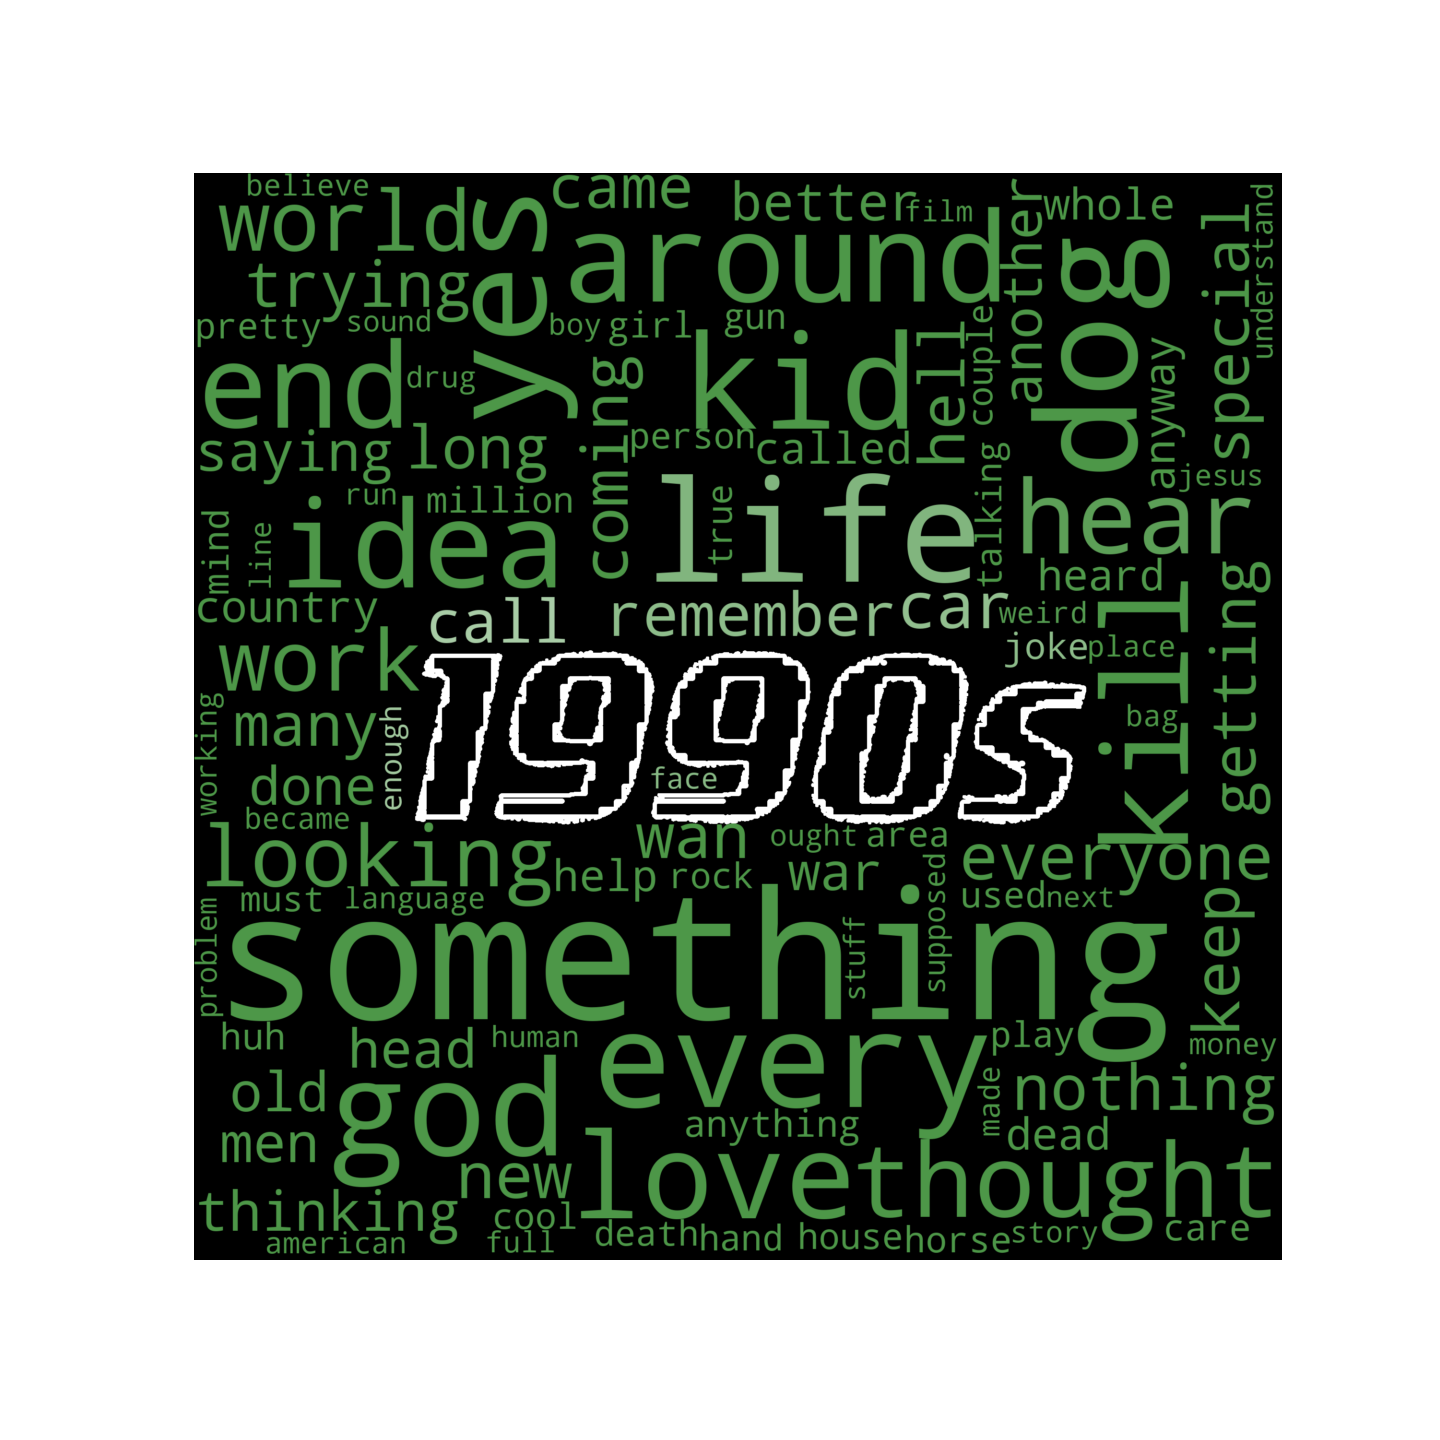 believe
world
yes
came
better
film
another
whole
special
understand
trying
around
dog
pretty
sound
boy
girl
gun
couple
end
drug
coming
kid
hell
anyway
saying
long
person
called
jesus
run
million
life
true
talking
hear
mind
line
idea
heard
country
call
remember
car
weird
kill
getting
work
joke
place
1990s
working
many
enough
bag
done
face
became
looking
wan
ought
area
everyone
help
rock
war
supposed
used
next
must
language
keep
problem
something
stuff
huh
head
human
every
play
money
old
god
made
nothing
men
anything
dead
new
love
thought
thinking
cool
american
full
death
hand
house
horse
story
care